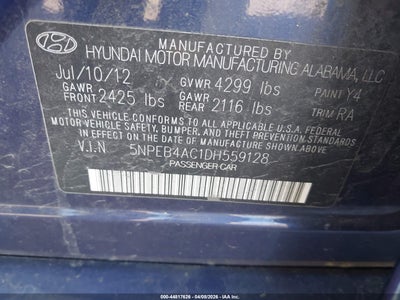 MANUFACTURED BY
HYUNDAI MOTOR MANUFACTURING ALABAMA, LLC
Jul/10/12 GVWR 4299 lbs PAINT Y4
GAWR FRONT 2425 lbs GAWR REAR 2116 lbs TRIM RA
THIS VEHICLE CONFORMS TO ALL APPLICABLE FEDERAL
MOTOR VEHICLE SAFETY, BUMPER, AND THEFT PREVENTION
STANDARDS IN EFFECT ON THE DATE OF MANUFACTURE SHOWN ABOVE.
V.I.N 5NPEB4AC1DH559128
PASSENGER CAR
ID: 000-44817626 - 04/09/2026 - IAA Inc.